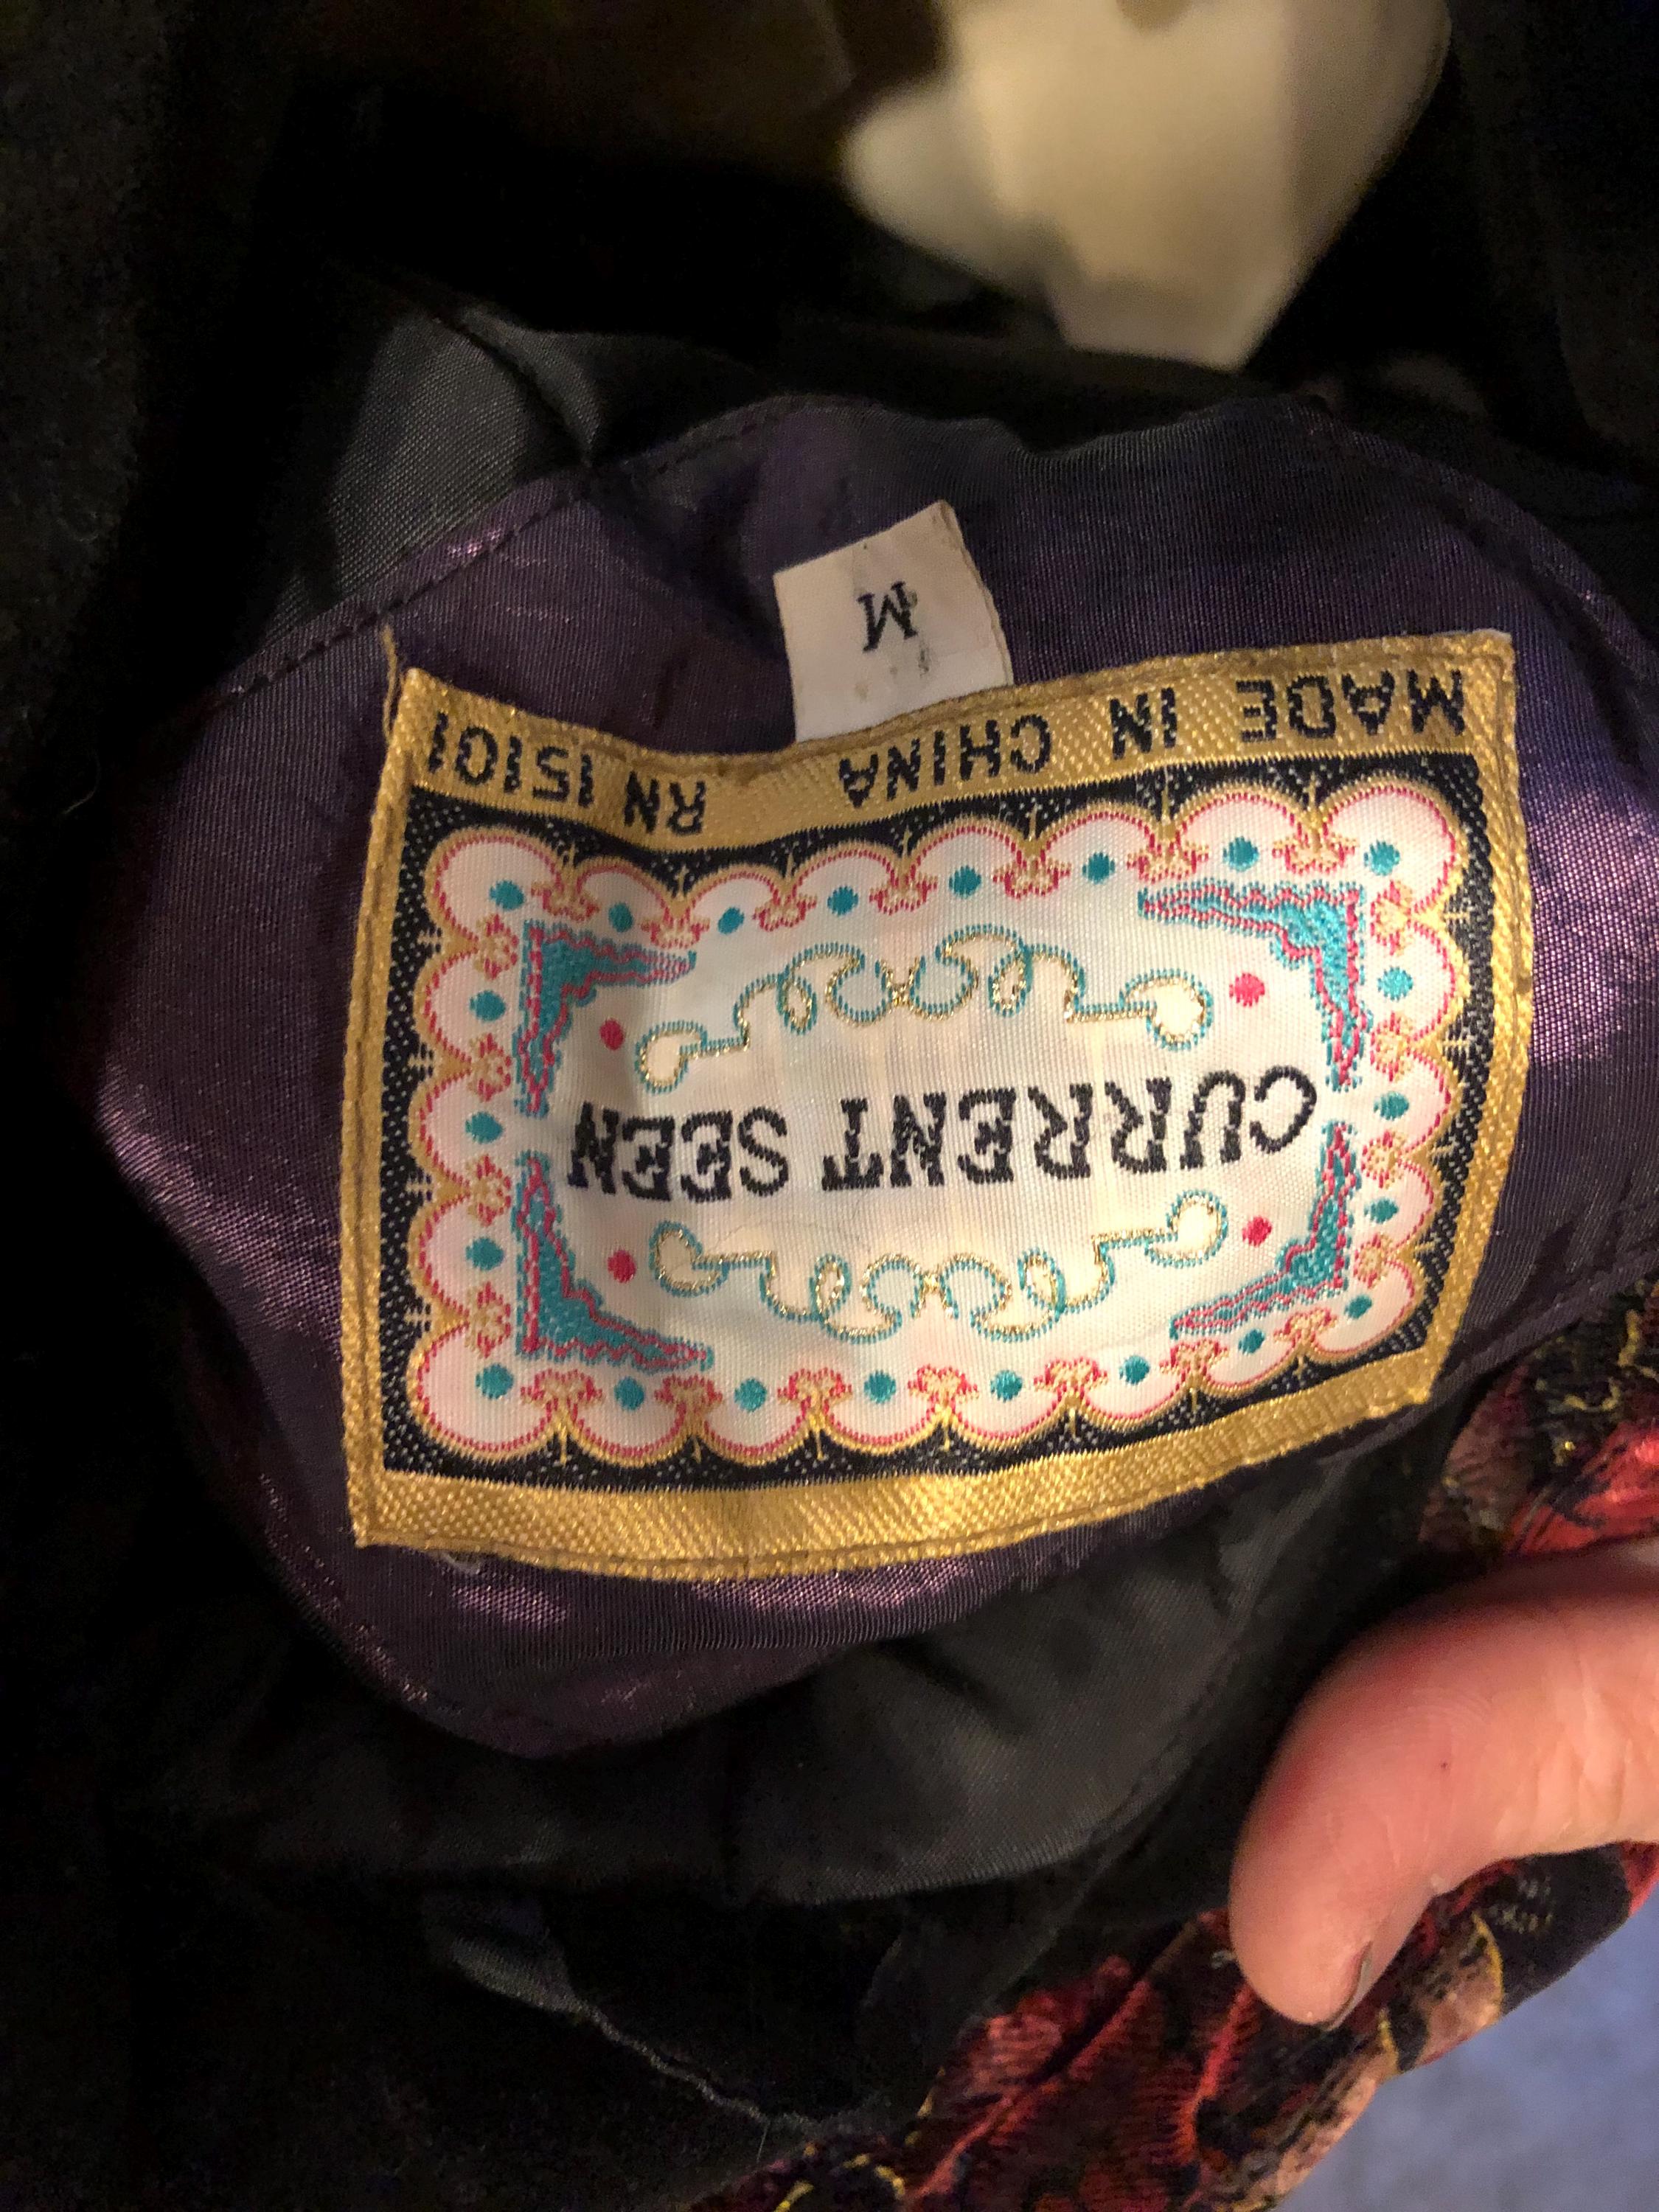 CURRENT SEEN
MADE IN CHINA RN 15101
M